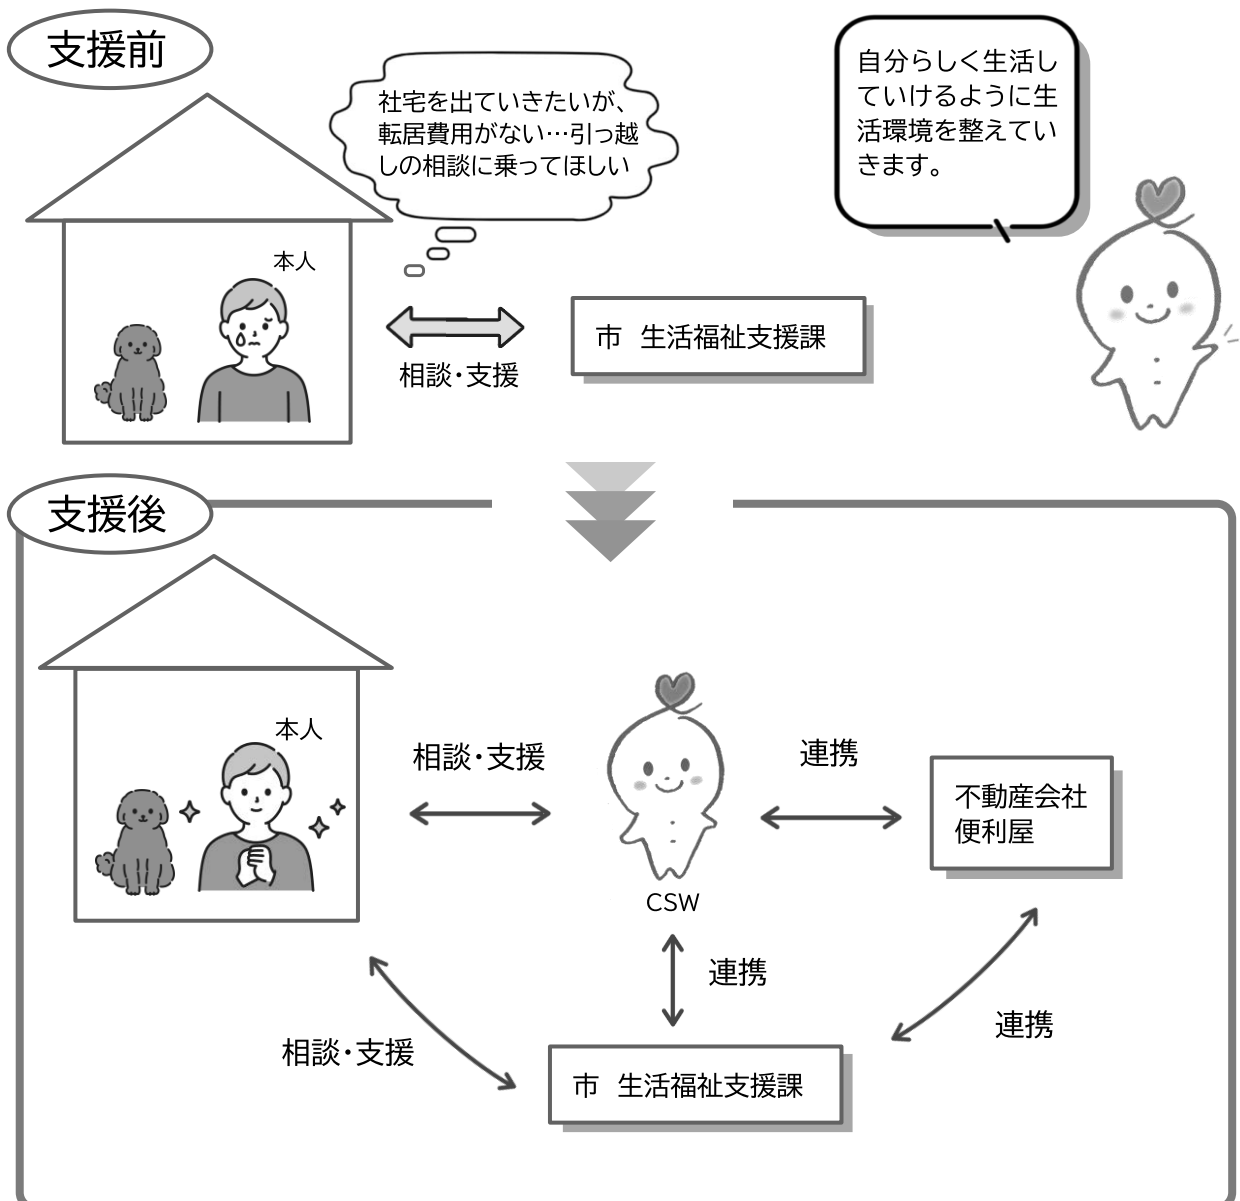 支援前
社宅を出ていきたいが、
転居費用がない…引っ越
しの相談に乗ってほしい
自分らしく生活し
ていけるように生
活環境を整えてい
きます。
本人
相談・支援
市 生活福祉支援課
支援後
本人
相談・支援
連携
不動産会社
便利屋
CSW
連携
相談・支援
連携
市 生活福祉支援課